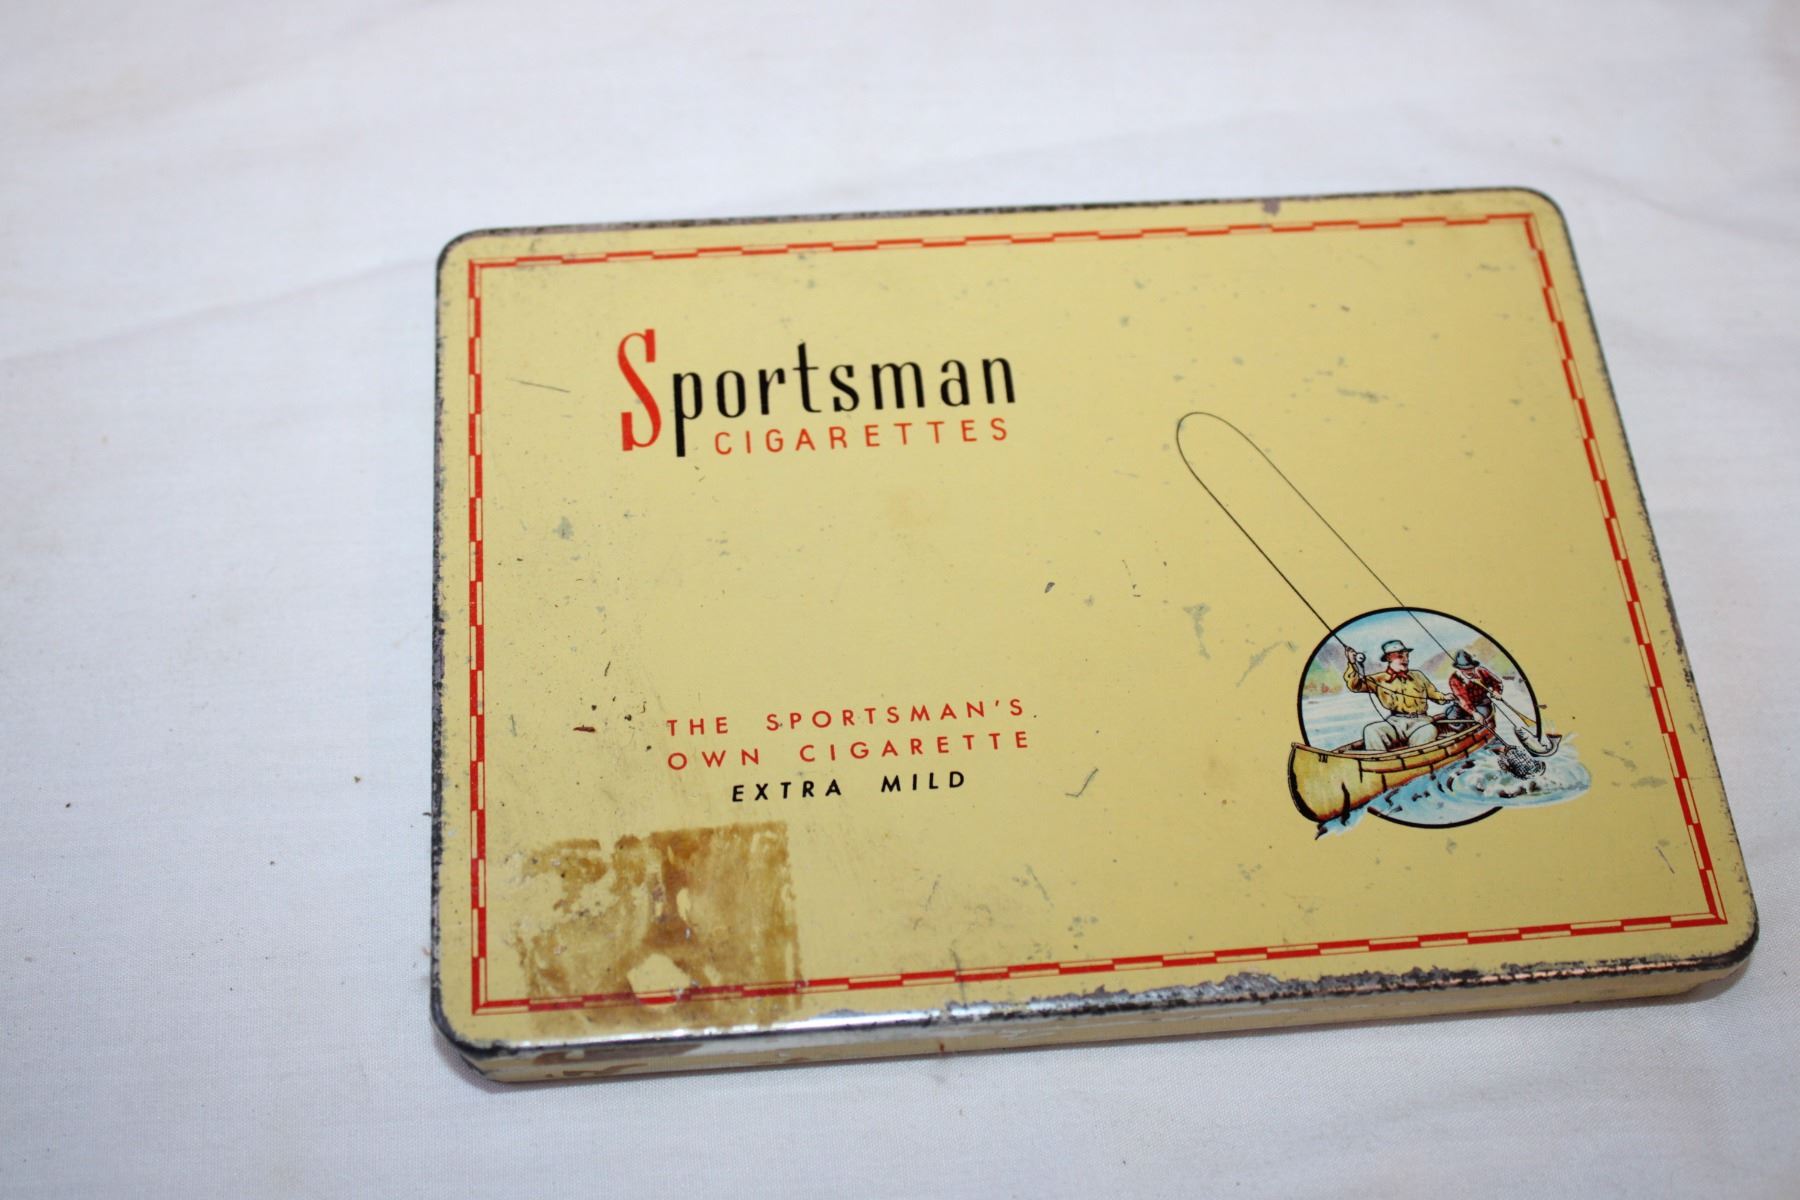 Sportsman
CIGARETTES
THE SPORTSMAN'S
OWN CIGARETTE
EXTRA MILD